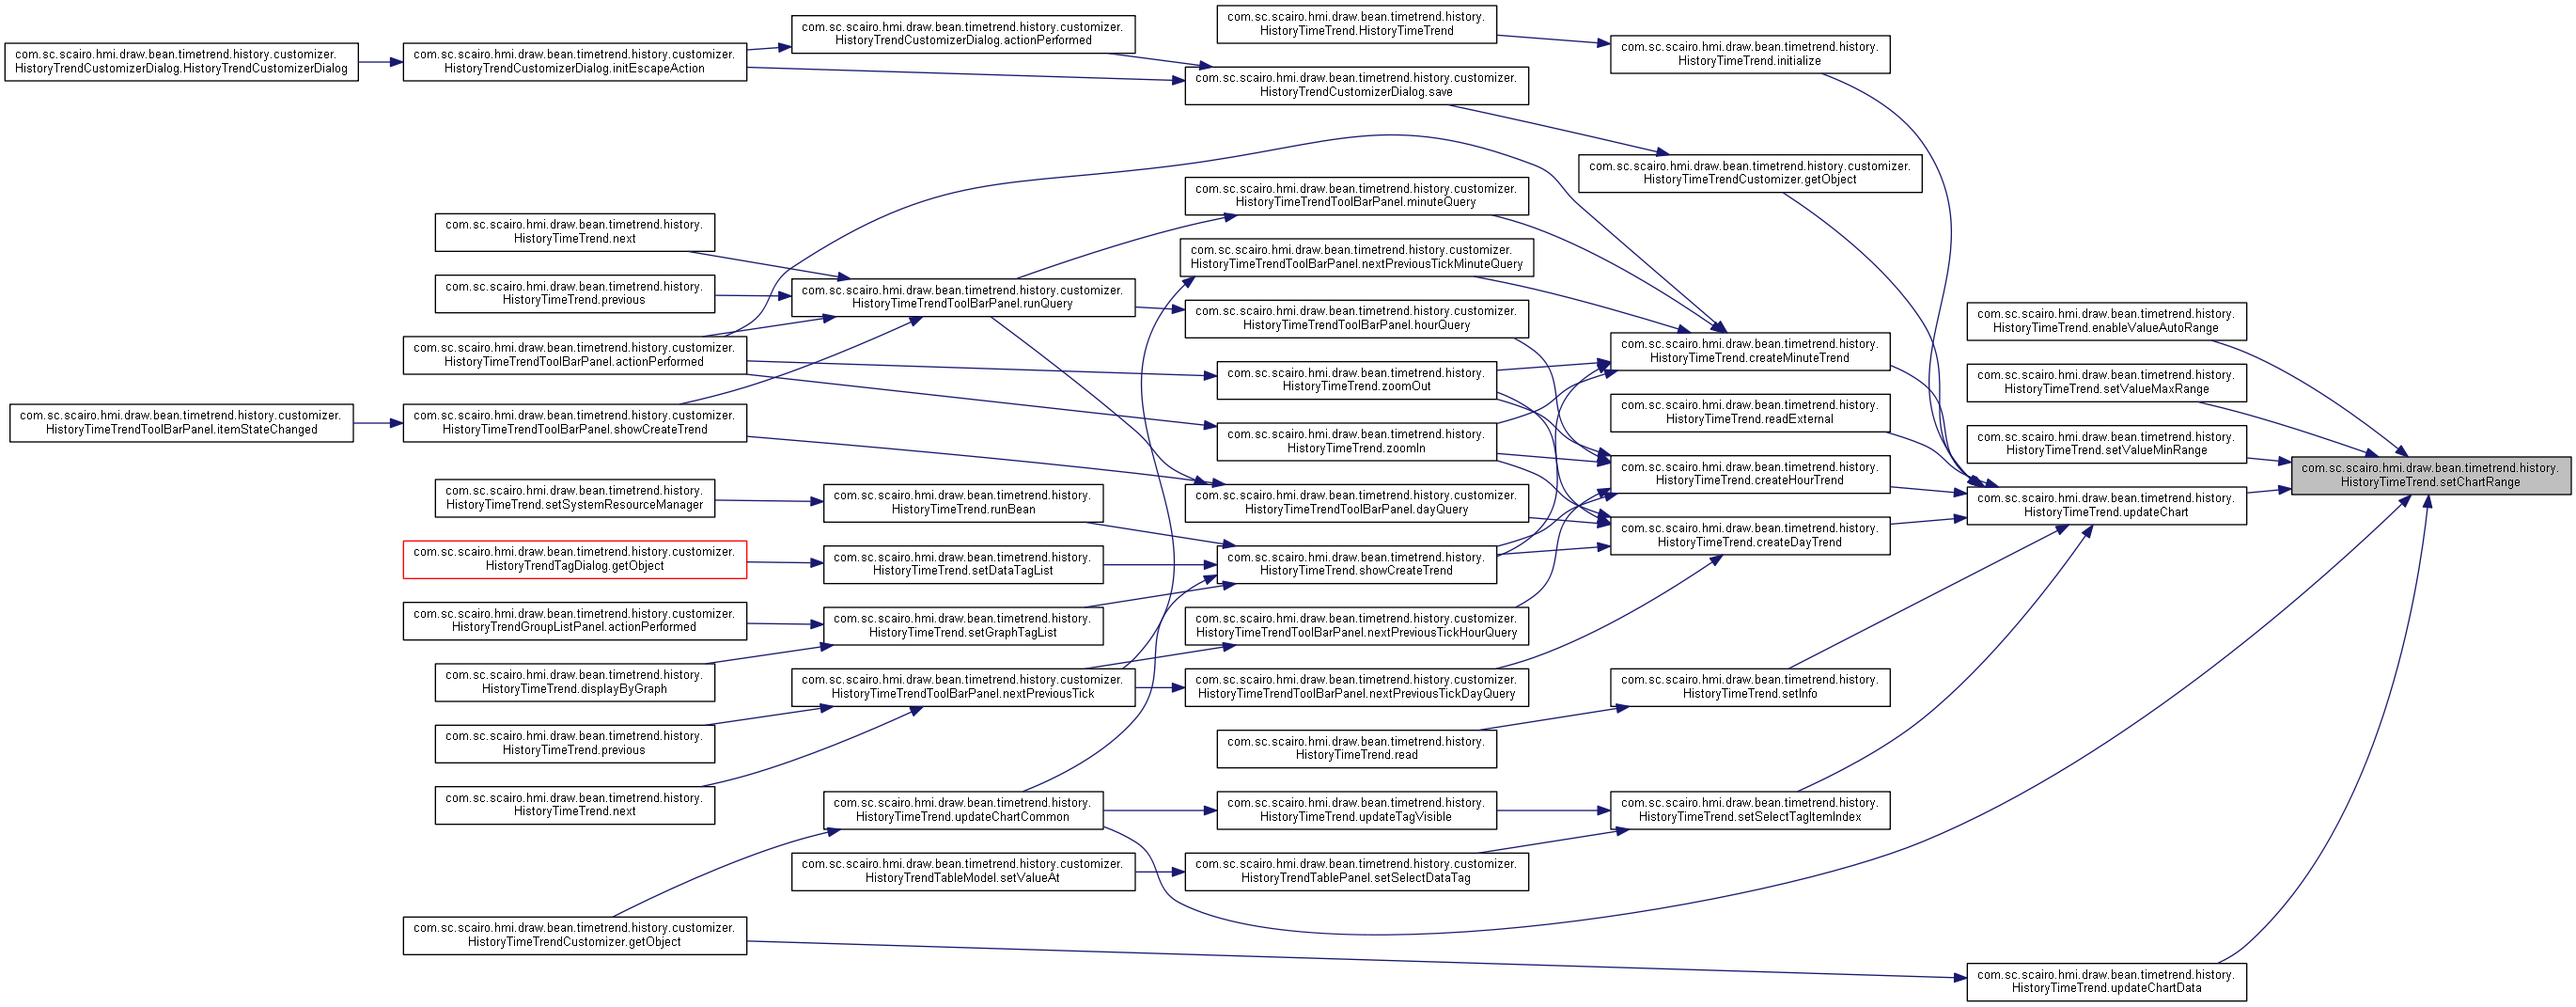 com.sc.scairo.hmi.draw.bean.timetrend.history.customizer.
HistoryTrendCustomizerDialog.HistoryTrendCustomizerDialog
com.sc.scairo.hmi.draw.bean.timetrend.history.customizer.
HistoryTimeTrendToolBarPanel.itemStateChanged
com.sc.scairo.hmi.draw.bean.timetrend.history.customizer.
HistoryTrendCustomizerDialog.initEscapeAction
com.sc.scairo.hmi.draw.bean.timetrend.history.
HistoryTimeTrend.next
com.sc.scairo.hmi.draw.bean.timetrend.history.
HistoryTimeTrend.previous
com.sc.scairo.hmi.draw.bean.timetrend.history.customizer.
HistoryTimeTrendToolBarPanel.actionPerformed
com.sc.scairo.hmi.draw.bean.timetrend.history.customizer.
HistoryTimeTrendToolBarPanel.showCreateTrend
com.sc.scairo.hmi.draw.bean.timetrend.history.
HistoryTimeTrend.setSystemResourceManager
com.sc.scairo.hmi.draw.bean.timetrend.history.customizer.
HistoryTrendTagDialog.getObject
com.sc.scairo.hmi.draw.bean.timetrend.history.customizer.
HistoryTrendGroupListPanel.actionPerformed
com.sc.scairo.hmi.draw.bean.timetrend.history.
HistoryTimeTrend.displayByGraph
com.sc.scairo.hmi.draw.bean.timetrend.history.
HistoryTimeTrend.previous
com.sc.scairo.hmi.draw.bean.timetrend.history.
HistoryTimeTrend.next
com.sc.scairo.hmi.draw.bean.timetrend.history.customizer.
HistoryTimeTrendCustomizer.getObject
com.sc.scairo.hmi.draw.bean.timetrend.history.customizer.
HistoryTrendCustomizerDialog.actionPerformed
com.sc.scairo.hmi.draw.bean.timetrend.history.customizer.
HistoryTimeTrendToolBarPanel.runQuery
com.sc.scairo.hmi.draw.bean.timetrend.history.
HistoryTimeTrend.runBean
com.sc.scairo.hmi.draw.bean.timetrend.history.
HistoryTimeTrend.setDataTagList
com.sc.scairo.hmi.draw.bean.timetrend.history.
HistoryTimeTrend.setGraphTagList
com.sc.scairo.hmi.draw.bean.timetrend.history.customizer.
HistoryTimeTrendToolBarPanel.nextPreviousTick
com.sc.scairo.hmi.draw.bean.timetrend.history.
HistoryTimeTrend.updateChartCommon
com.sc.scairo.hmi.draw.bean.timetrend.history.customizer.
HistoryTrendTableModel.setValueAt
com.sc.scairo.hmi.draw.bean.timetrend.history.
HistoryTimeTrend.HistoryTimeTrend
com.sc.scairo.hmi.draw.bean.timetrend.history.customizer.
HistoryTrendCustomizerDialog.save
com.sc.scairo.hmi.draw.bean.timetrend.history.customizer.
HistoryTimeTrendToolBarPanel.minuteQuery
com.sc.scairo.hmi.draw.bean.timetrend.history.customizer.
HistoryTimeTrendToolBarPanel.nextPreviousTickMinuteQuery
com.sc.scairo.hmi.draw.bean.timetrend.history.customizer.
HistoryTimeTrendToolBarPanel.hourQuery
com.sc.scairo.hmi.draw.bean.timetrend.history.
HistoryTimeTrend.zoomOut
com.sc.scairo.hmi.draw.bean.timetrend.history.
HistoryTimeTrend.zoomIn
com.sc.scairo.hmi.draw.bean.timetrend.history.customizer.
HistoryTimeTrendToolBarPanel.dayQuery
com.sc.scairo.hmi.draw.bean.timetrend.history.
HistoryTimeTrend.showCreateTrend
com.sc.scairo.hmi.draw.bean.timetrend.history.customizer.
HistoryTimeTrendToolBarPanel.nextPreviousTickHourQuery
com.sc.scairo.hmi.draw.bean.timetrend.history.customizer.
HistoryTimeTrendToolBarPanel.nextPreviousTickDayQuery
com.sc.scairo.hmi.draw.bean.timetrend.history.
HistoryTimeTrend.read
com.sc.scairo.hmi.draw.bean.timetrend.history.
HistoryTimeTrend.updateTagVisible
com.sc.scairo.hmi.draw.bean.timetrend.history.customizer.
HistoryTrendTablePanel.setSelectDataTag
com.sc.scairo.hmi.draw.bean.timetrend.history.
HistoryTimeTrend.initialize
com.sc.scairo.hmi.draw.bean.timetrend.history.customizer.
HistoryTimeTrendCustomizer.getObject
com.sc.scairo.hmi.draw.bean.timetrend.history.
HistoryTimeTrend.createMinuteTrend
com.sc.scairo.hmi.draw.bean.timetrend.history.
HistoryTimeTrend.readExternal
com.sc.scairo.hmi.draw.bean.timetrend.history.
HistoryTimeTrend.createHourTrend
com.sc.scairo.hmi.draw.bean.timetrend.history.
HistoryTimeTrend.createDayTrend
com.sc.scairo.hmi.draw.bean.timetrend.history.
HistoryTimeTrend.setInfo
com.sc.scairo.hmi.draw.bean.timetrend.history.
HistoryTimeTrend.setSelectTagItemIndex
com.sc.scairo.hmi.draw.bean.timetrend.history.
HistoryTimeTrend.enableValueAutoRange
com.sc.scairo.hmi.draw.bean.timetrend.history.
HistoryTimeTrend.setValueMaxRange
com.sc.scairo.hmi.draw.bean.timetrend.history.
HistoryTimeTrend.setValueMinRange
com.sc.scairo.hmi.draw.bean.timetrend.history.
HistoryTimeTrend.updateChart
com.sc.scairo.hmi.draw.bean.timetrend.history.
HistoryTimeTrend.updateChartData
com.sc.scairo.hmi.draw.bean.timetrend.history.
HistoryTimeTrend.setChartRange